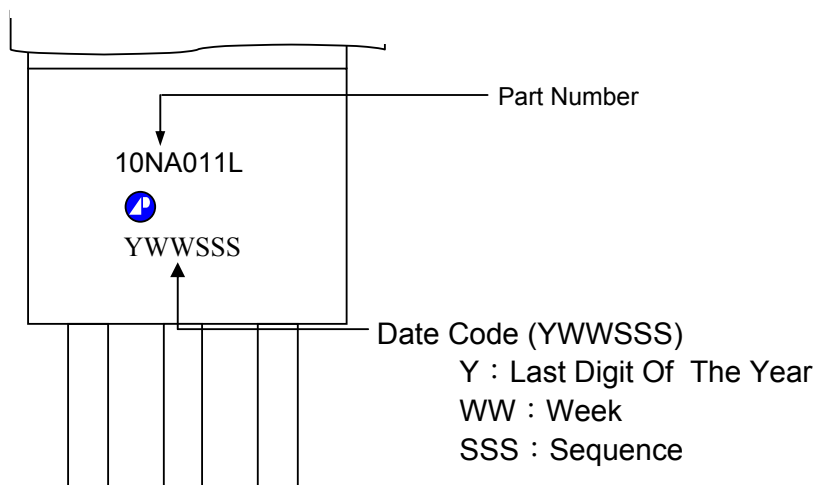 Part Number
10NA011L
YWWSSS
Date Code (YWWSSS)
Y：Last Digit Of The Year
WW：Week
SSS：Sequence